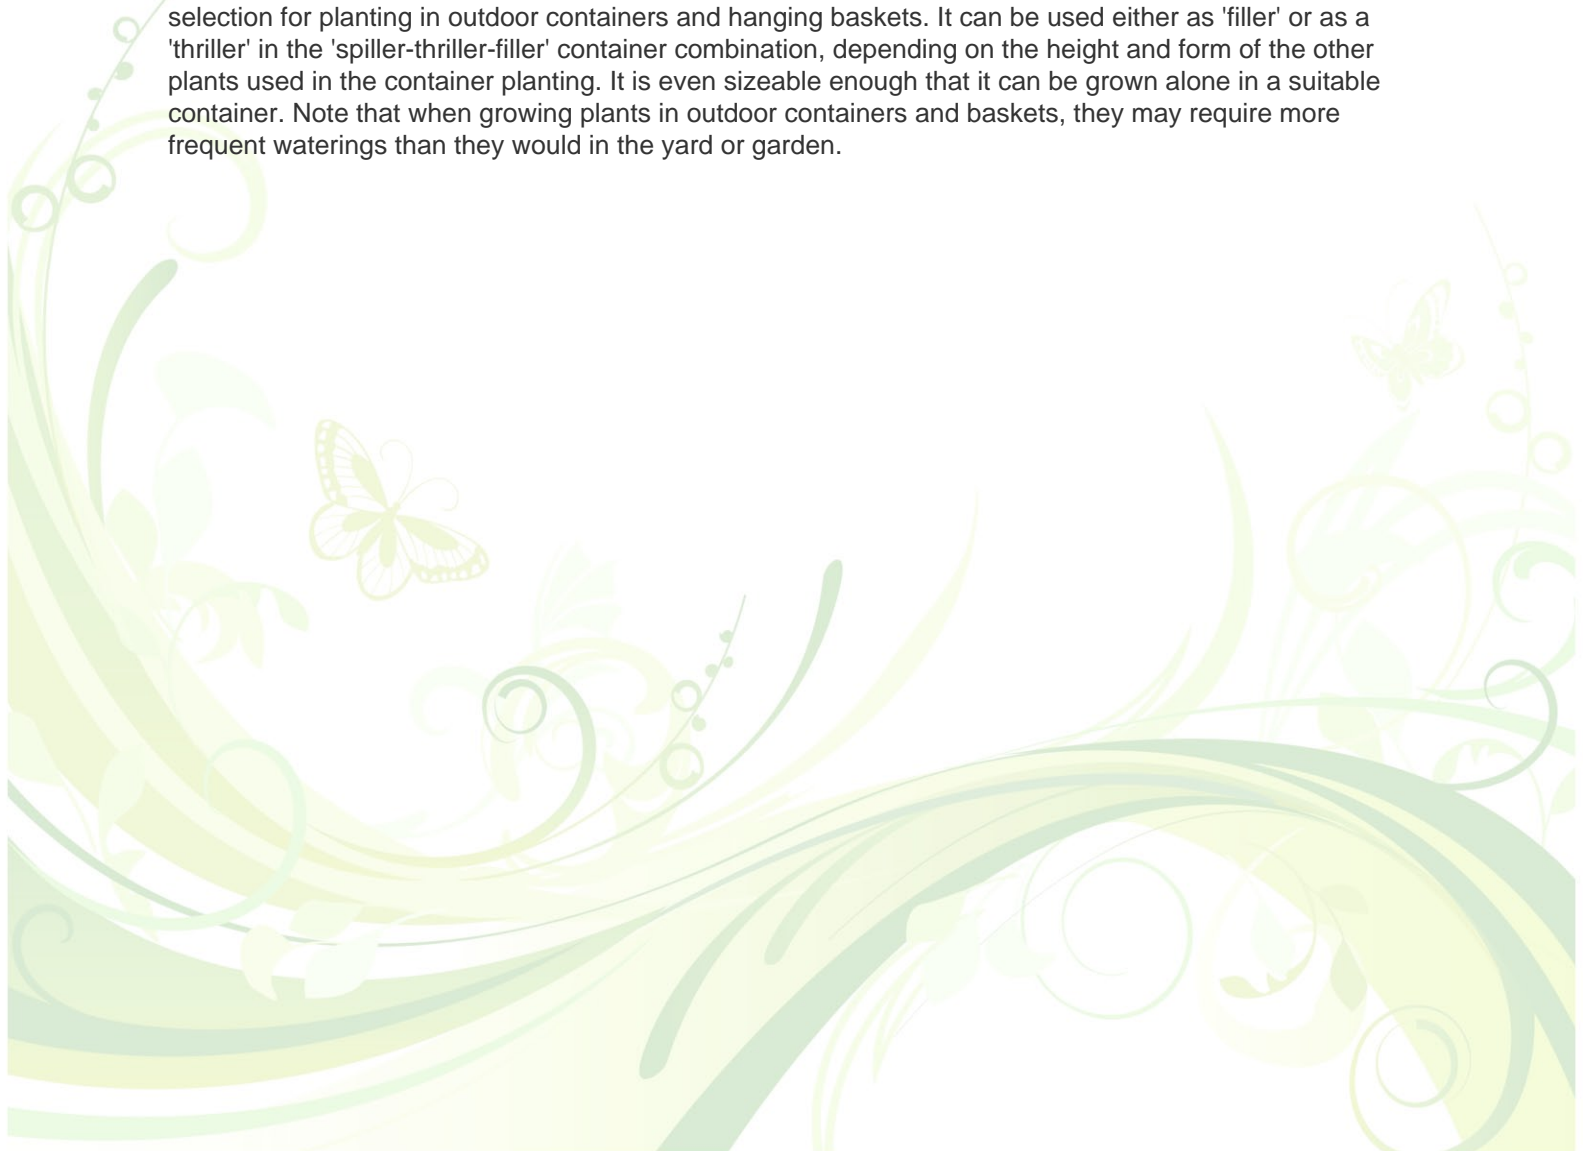 selection for planting in outdoor containers and hanging baskets. It can be used either as 'filler' or as a
'thriller' in the 'spiller-thriller-filler' container combination, depending on the height and form of the other
plants used in the container planting. It is even sizeable enough that it can be grown alone in a suitable
container. Note that when growing plants in outdoor containers and baskets, they may require more
frequent waterings than they would in the yard or garden.